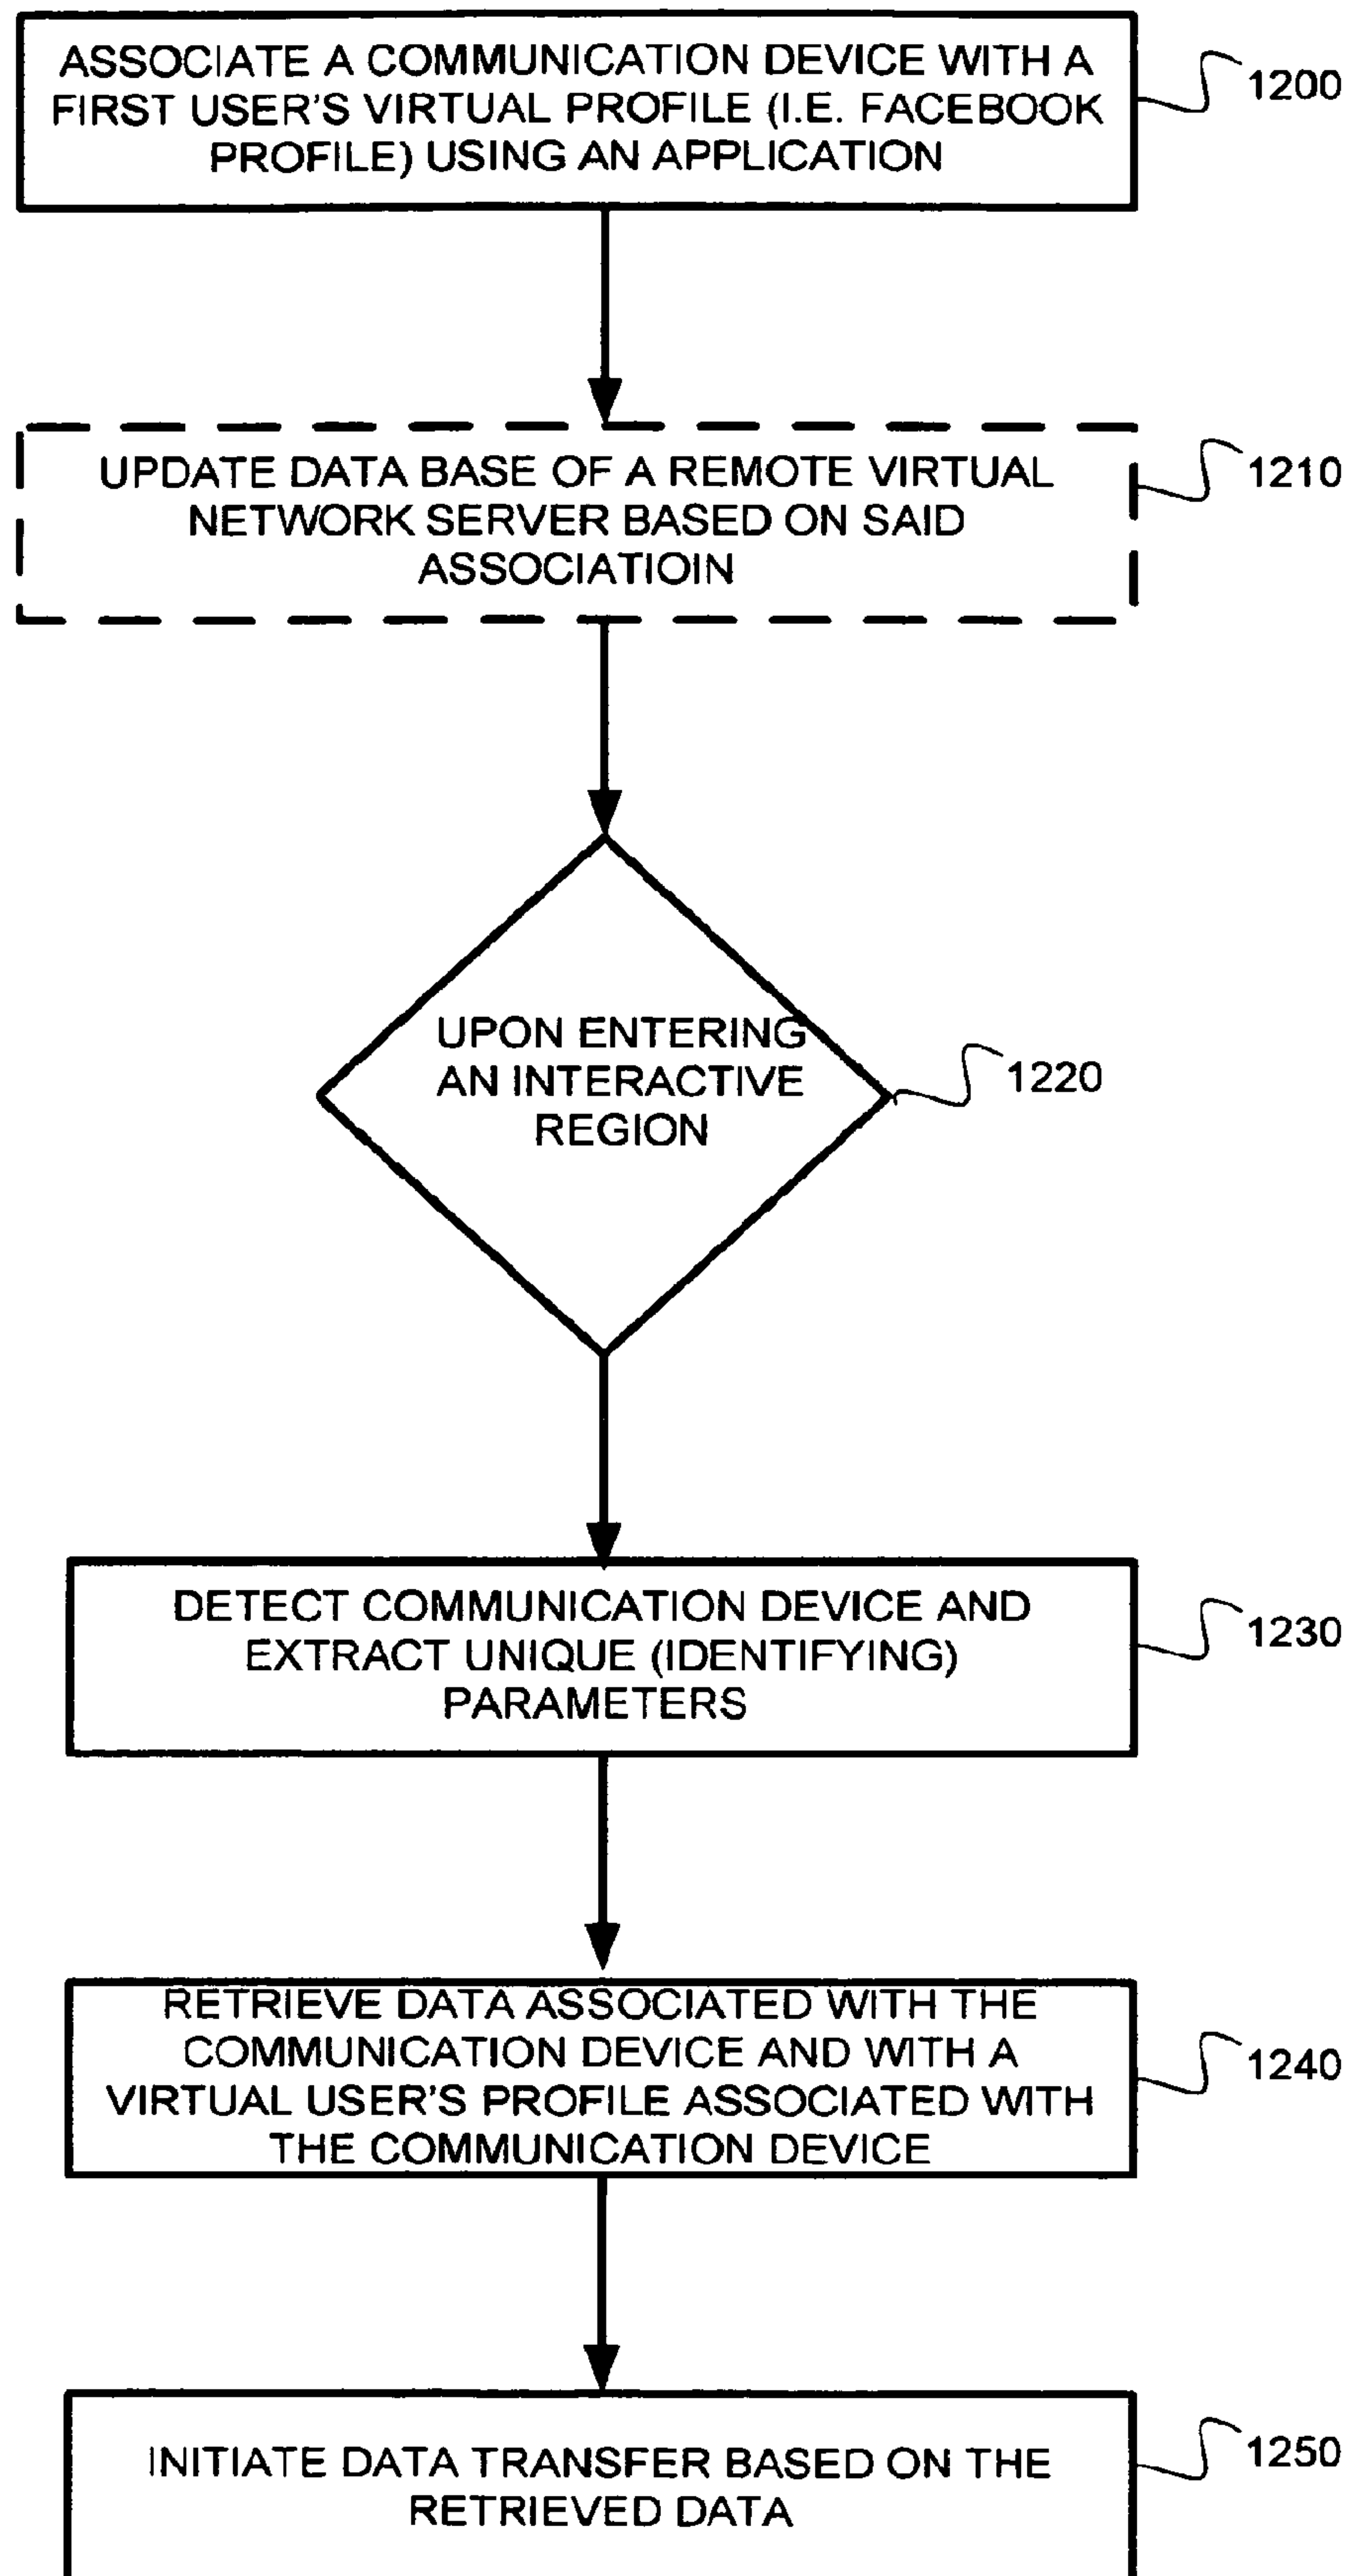 ASSOCIATE A COMMUNICATION DEVICE WITH A
FIRST USER'S VIRTUAL PROFILE (I.E. FACEBOOK
PROFILE) USING AN APPLICATION
1200
UPDATE DATA BASE OF A REMOTE VIRTUAL
NETWORK SERVER BASED ON SAID
ASSOCIATIOIN
1210
UPON ENTERING
AN INTERACTIVE
REGION
1220
DETECT COMMUNICATION DEVICE AND
EXTRACT UNIQUE (IDENTIFYING)
PARAMETERS
1230
RETRIEVE DATA ASSOCIATED WITH THE
COMMUNICATION DEVICE AND WITH A
VIRTUAL USER'S PROFILE ASSOCIATED WITH
THE COMMUNICATION DEVICE
1240
INITIATE DATA TRANSFER BASED ON THE
RETRIEVED DATA
1250